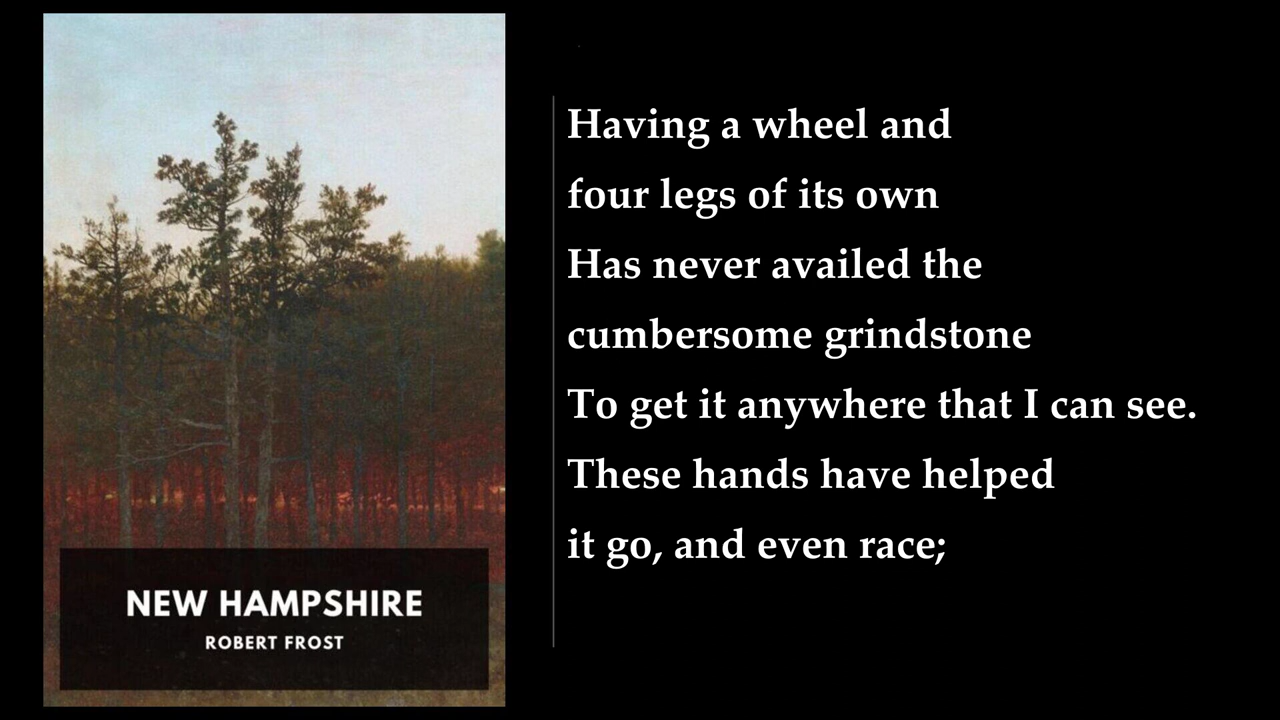 NEW HAMPSHIRE
ROBERT FROST
Having a wheel and
four legs of its own
Has never availed the
cumbersome grindstone
To get it anywhere that I can see.
These hands have helped
it go, and even race;